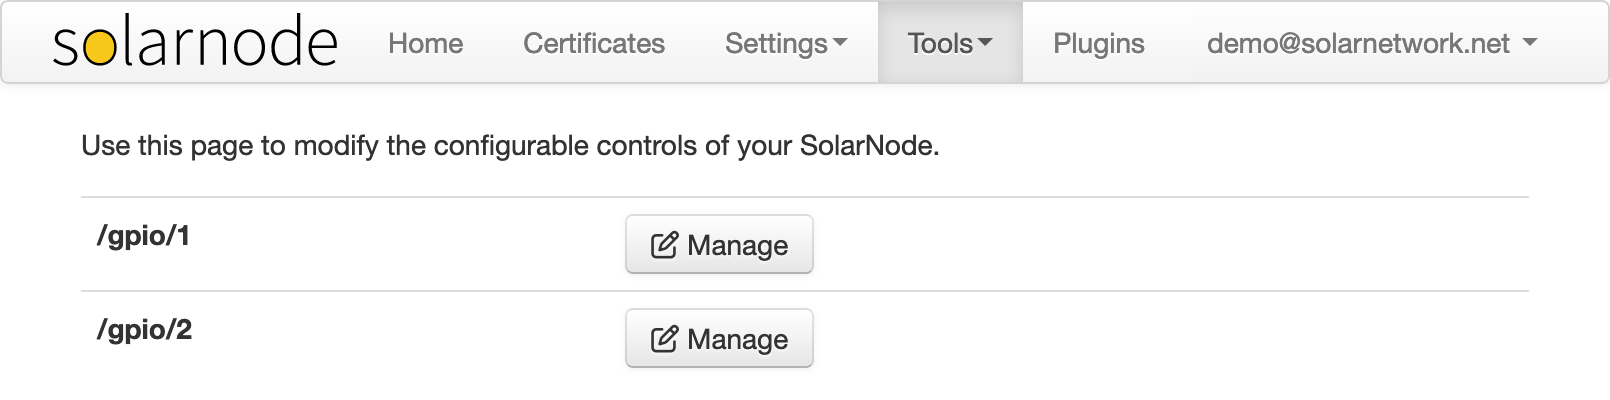 solarnode Home Certificates Settings Tools Plugins demo@solarnetwork.net
Use this page to modify the configurable controls of your SolarNode.
/gpio/1 Manage
/gpio/2 Manage